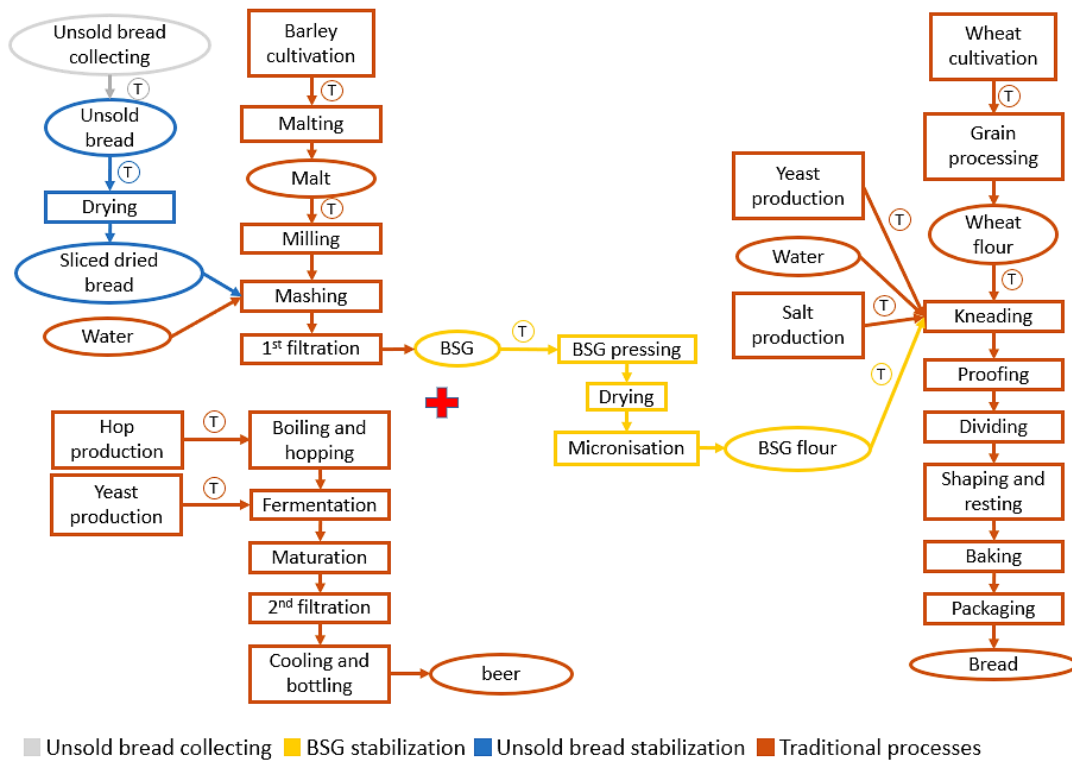 Unsold bread
collecting
T
Unsold
bread
T
Drying
Sliced dried
bread
Water
Barley
cultivation
T
Malting
Malt
T
Milling
Mashing
1st filtration
BSG
T
BSG pressing
Drying
Micronisation
BSG flour
T
Hop
production
T
Yeast
production
T
Boiling and
hopping
Fermentation
Maturation
2nd filtration
Cooling and
bottling
beer
Yeast
production
T
Water
Salt
production
T
Wheat
cultivation
T
Grain
processing
Wheat
flour
T
Kneading
Proofing
Dividing
Shaping and
resting
Baking
Packaging
Bread
Unsold bread collecting
BSG stabilization
Unsold bread stabilization
Traditional processes